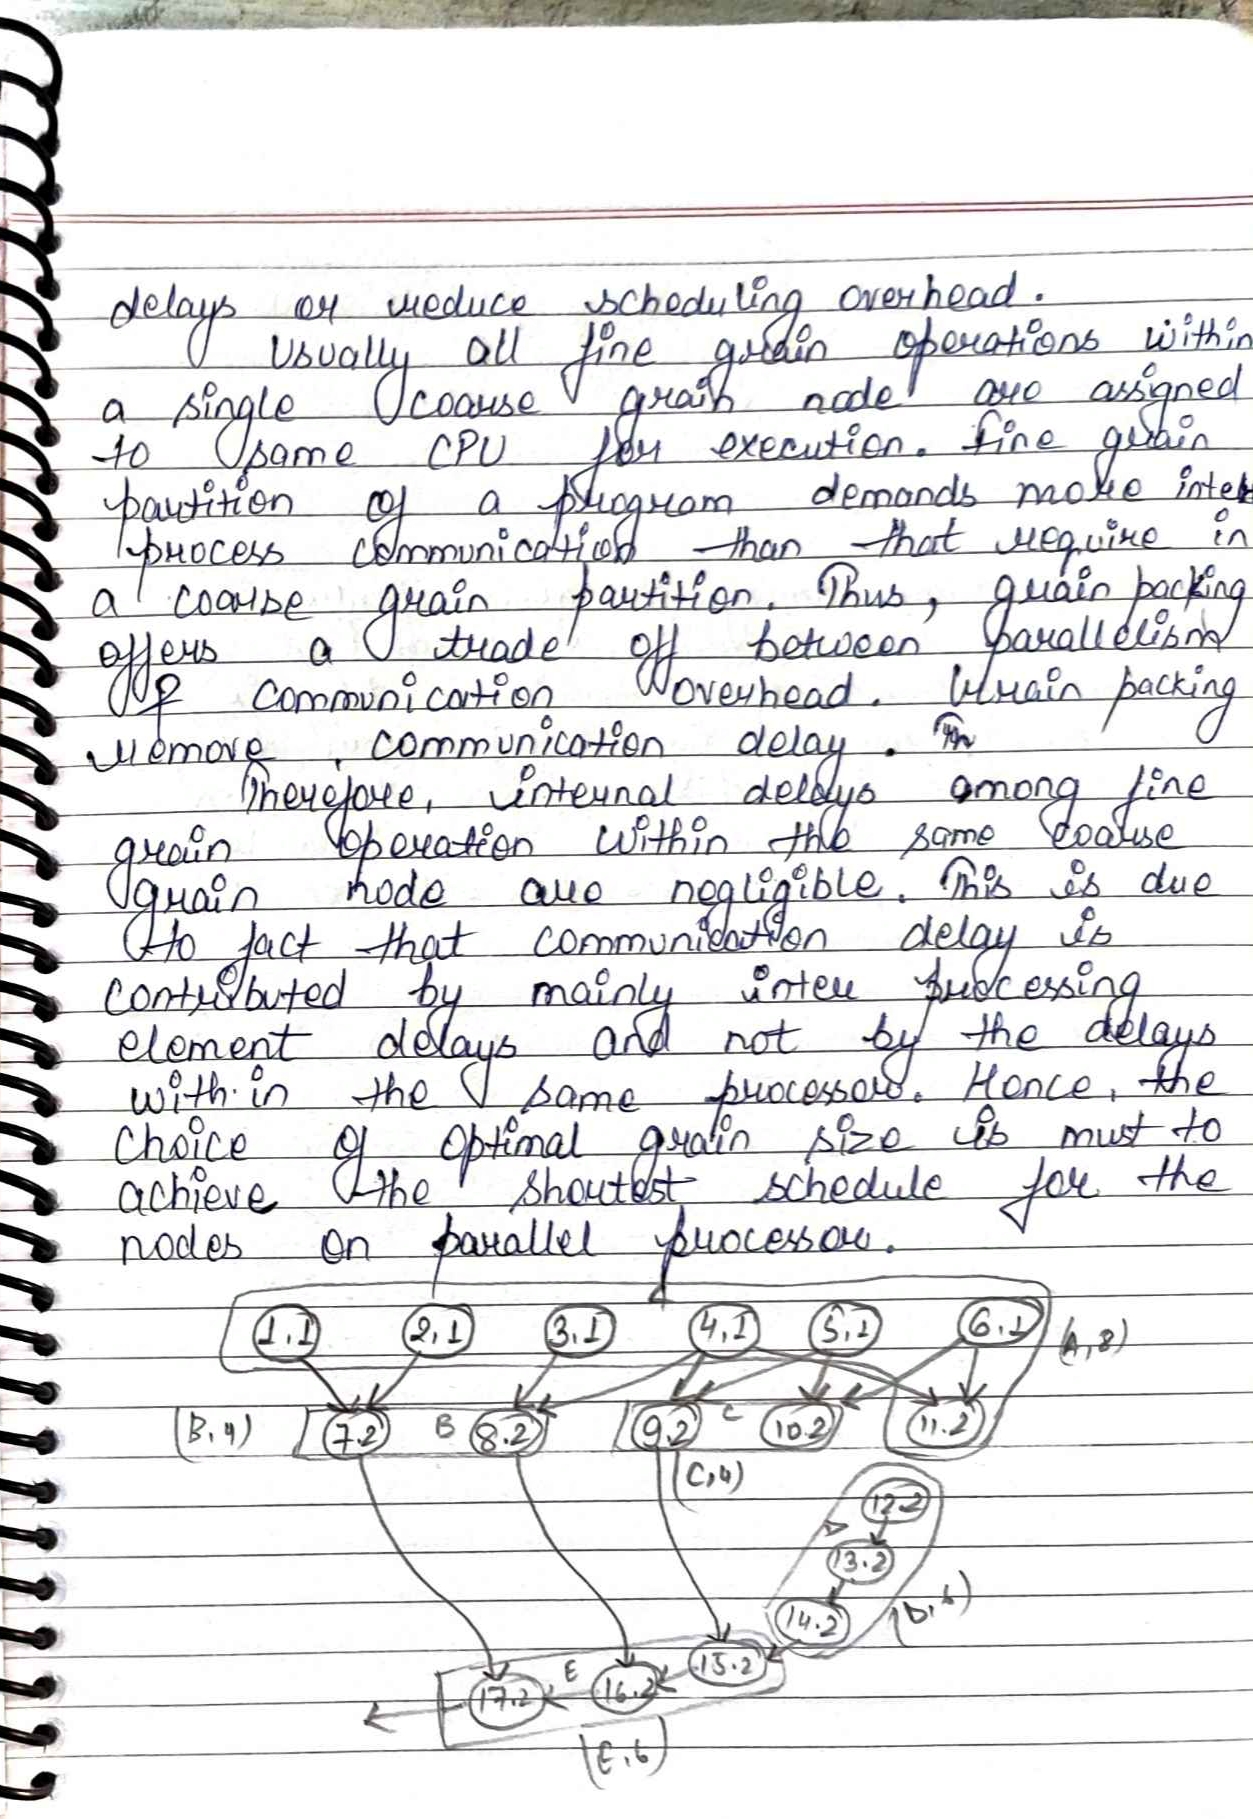 delays or reduce scheduling overhead.
Usually all fine grain operations within
a single coarse grain node are assigned
to same CPU for execution. Fine grain
partition of a program demands more inter
process communication than that require in
a coarse grain partition. Thus, grain packing
offers a trade off between parallelism
& communication overhead. Grain packing
remove communication delay.
Therefore, internal delays among fine
grain operation within the same coarse
grain node are negligible. This is due
to fact that communication delay is
contributed by mainly inter processing
element delays and not by the delays
with in the same processor. Hence, the
choice of optimal grain size is must to
achieve the shortest schedule for the
nodes on parallel processor.
1,1 2,1 3,1 4,1 5,1 6,1 (A,8)
(B,4) 7.2 B 8.2 9.2 C 10.2 11.2
(C,4)
12.2
D
13.2
14.2 (D,6)
15.2
17.2 E 16.2
(E,6)